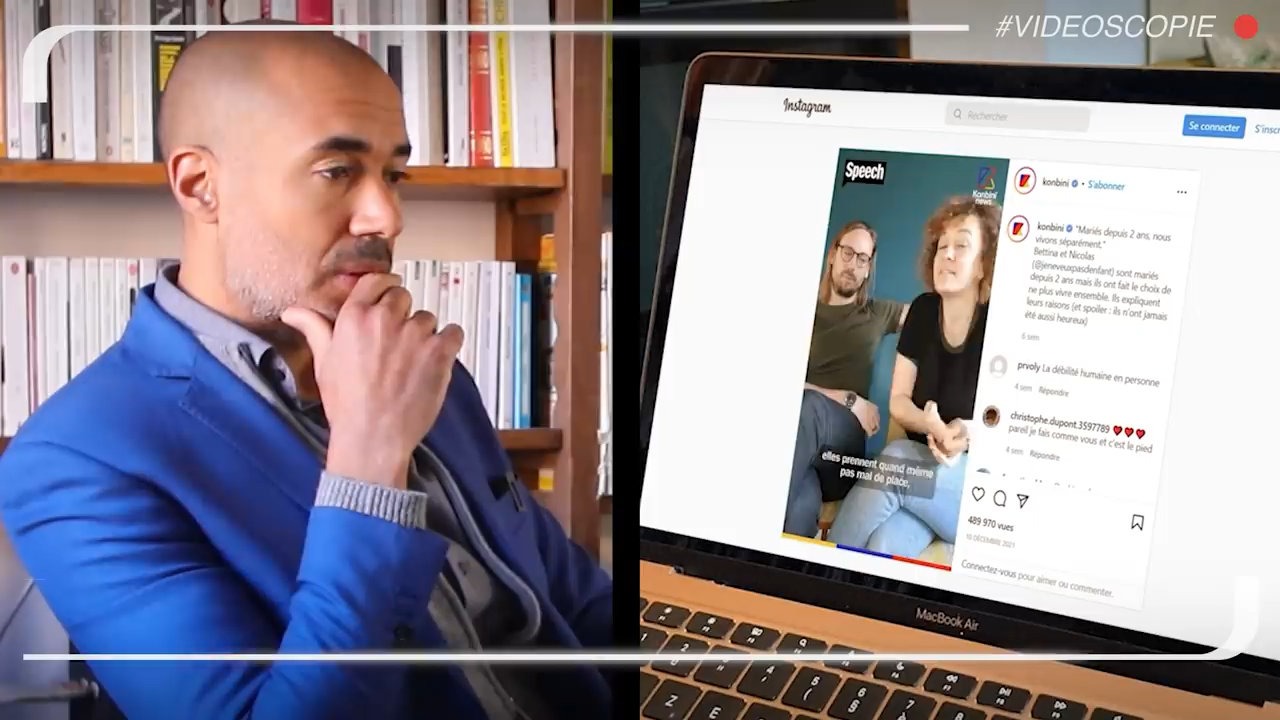 #VIDEOSCOPIE
Instagram
Rechercher
Se connecter
Speech
Konbini
news
konbini • S'abonner
konbini "Mariés depuis 2 ans, nous
vivons séparément."
Bettina et Nicolas
(@jeneveuxpasdenfant) sont mariés
depuis 2 ans mais ils ont fait le choix de
ne plus vivre ensemble. Ils expliquent
leurs raisons (et spoiler : ils n'ont jamais
été aussi heureux)
6 sem
prvoly La débilité humaine en personne
4 sem Répondre
christophe.dupont.3597789 ❤❤❤
pareil je fais comme vous et c'est le pied
4 sem Répondre
elles prennent quand même
pas mal de place,
489 970 vues
10 DÉCEMBRE 2021
Connectez-vous pour aimer ou commenter.
MacBook Air